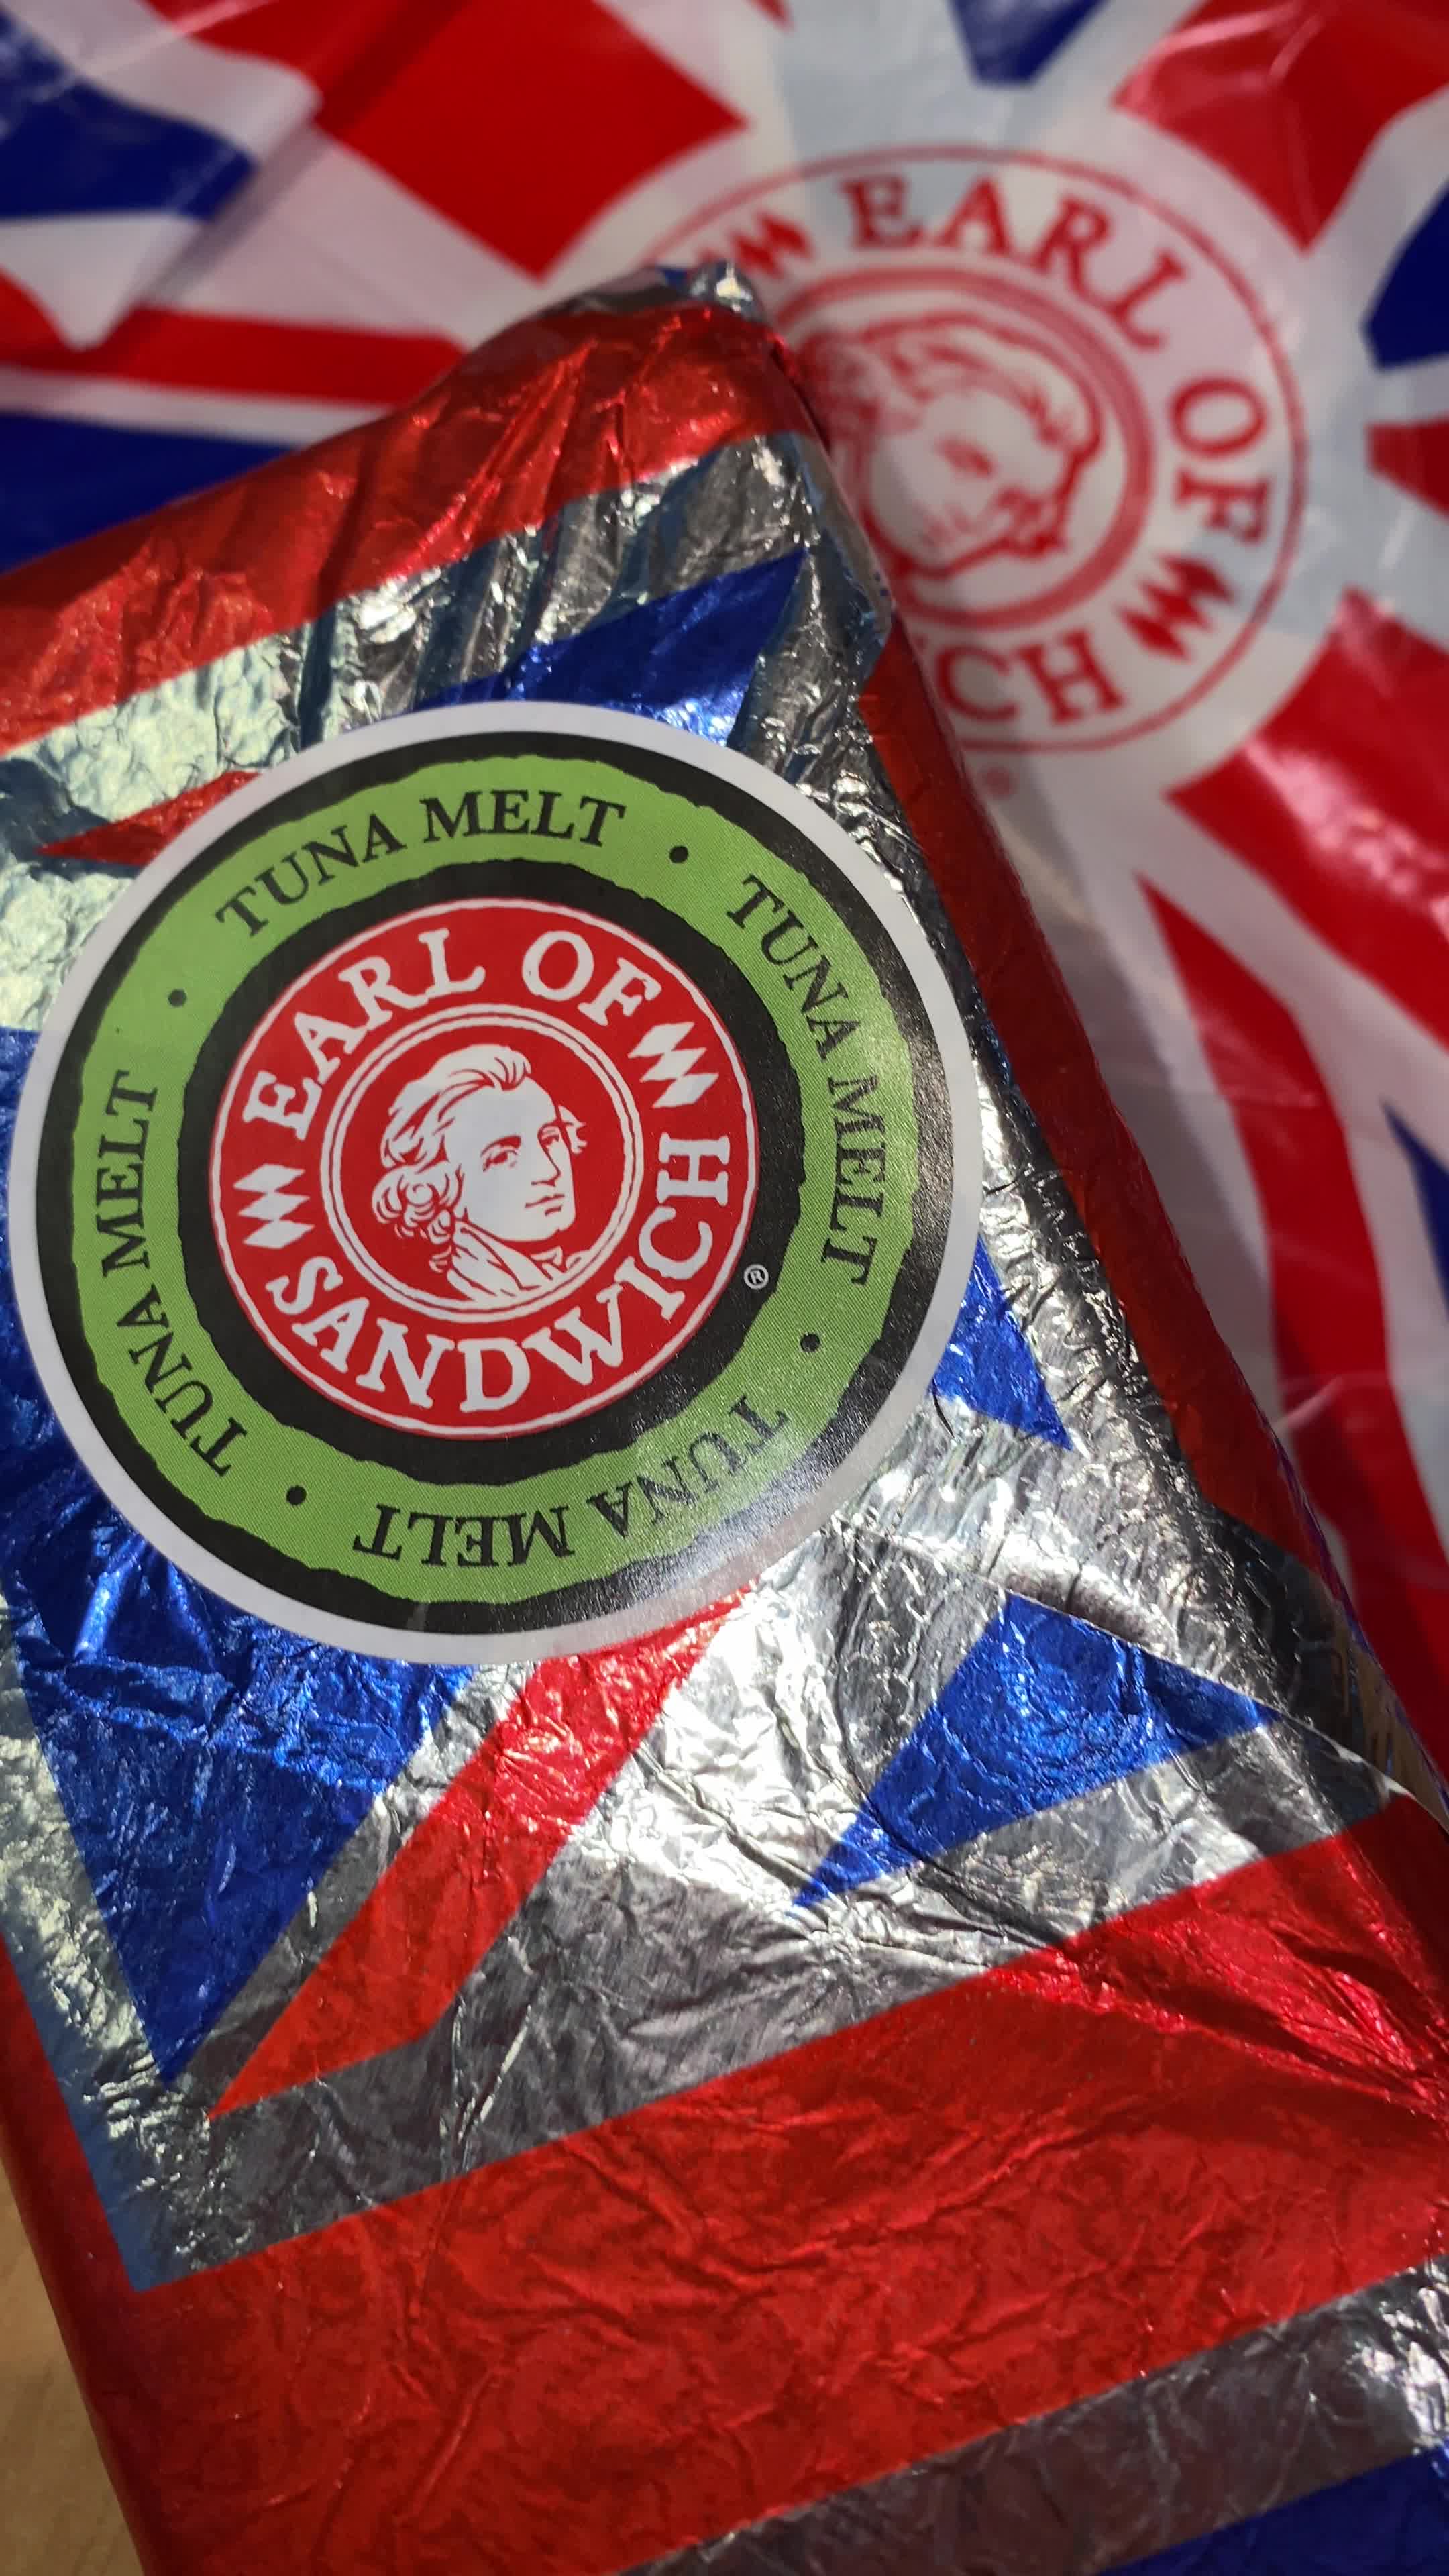 EARL OF
CH
TUNA MELT • TUNA MELT • TUNA MELT • TUNA MELT •
EARL OF
SANDWICH
®